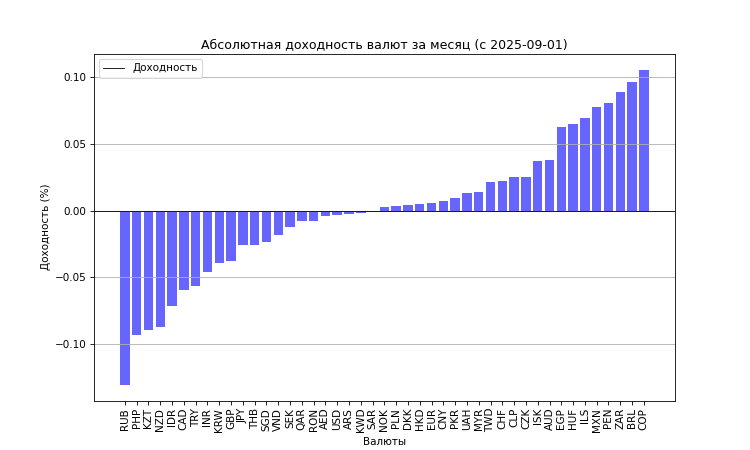 Абсолютная доходность валют за месяц (с 2025-09-01)
Доходность
0.10
0.05
0.00
−0.05
−0.10
Доходность (%)
RUB PHP KZT NZD IDR CAD TRY INR KRW GBP JPY THB SGD VND SEK QAR RON AED USD ARS KWD SAR NOK PLN DKK HKD EUR CNY PKR UAH MYR TWD CHF CLP CZK ISK AUD EGP HUF ILS MXN PEN ZAR BRL COP
Валюты